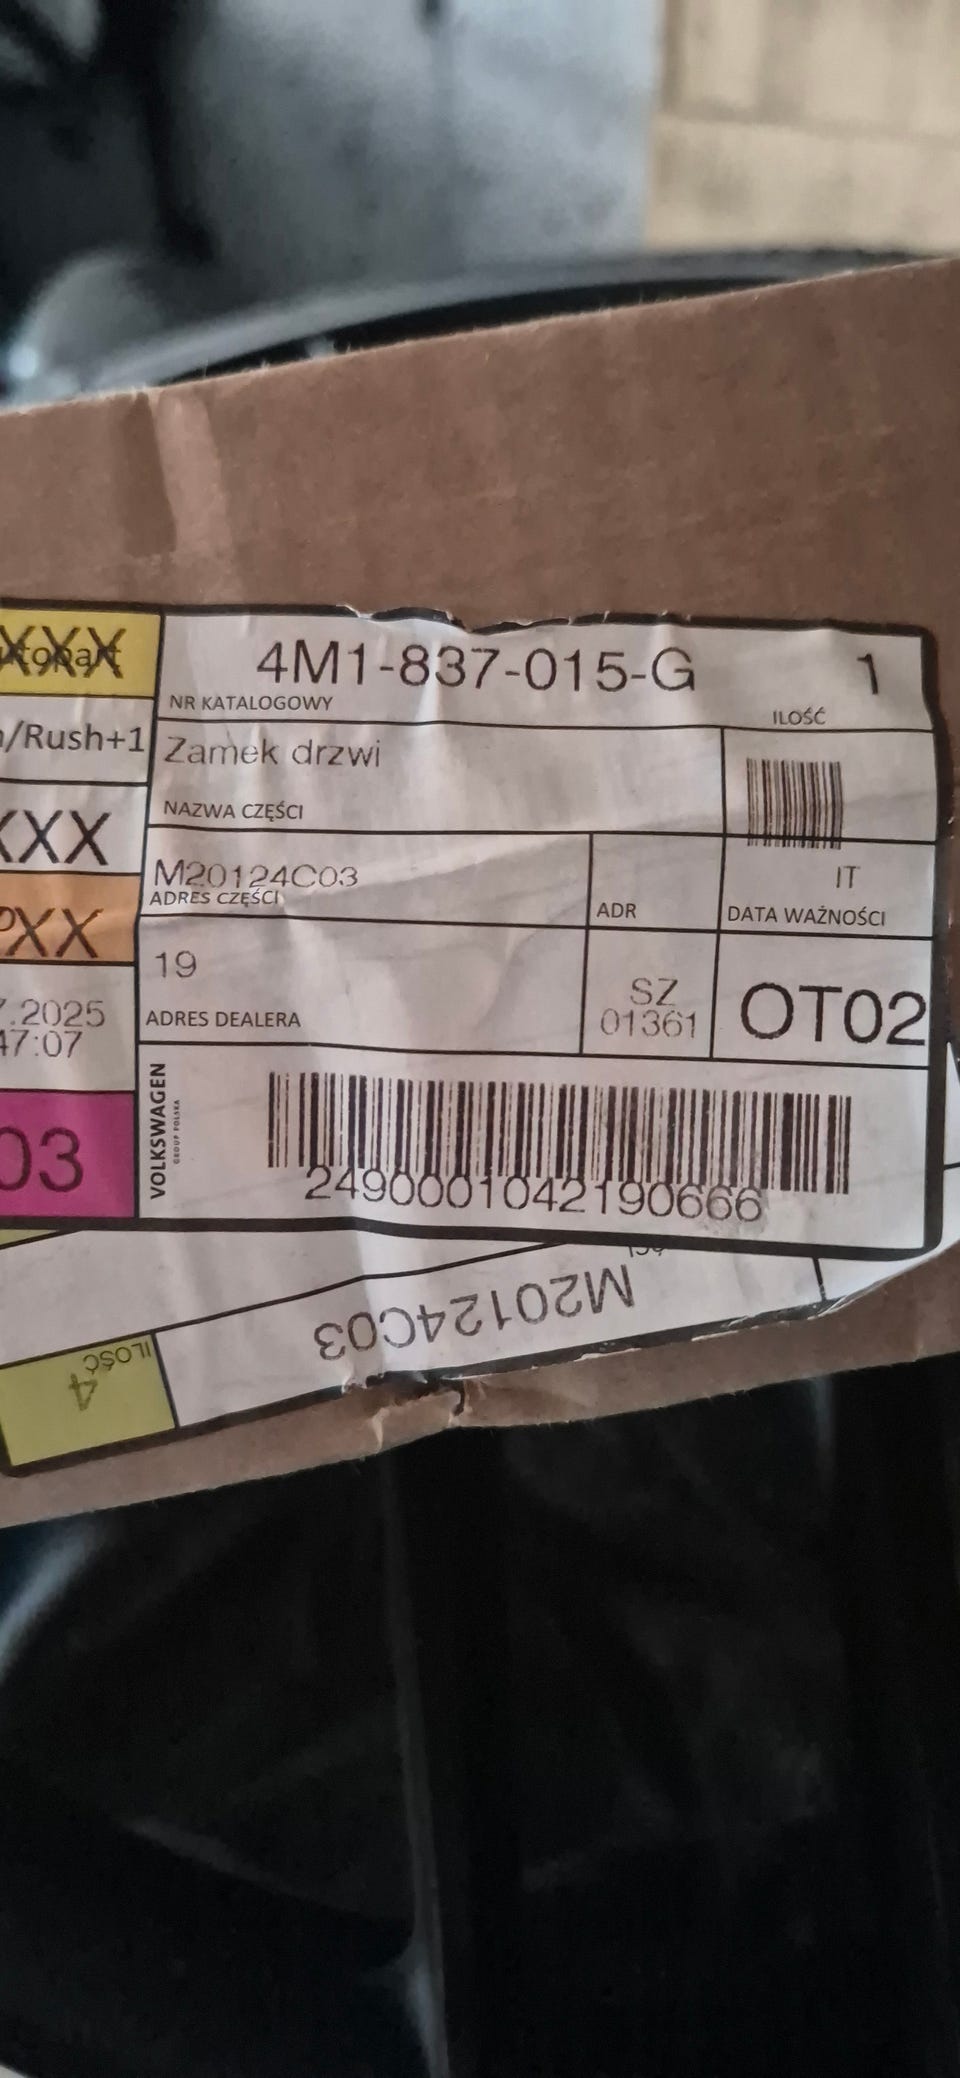 XXX
/Rush+1
XXX
XX
.2025
47:07
03
4M1-837-015-G
NR KATALOGOWY
1
ILOŚĆ
Zamek drzwi
NAZWA CZĘŚCI
M20124C03
ADRES CZĘŚCI
ADR
IT
DATA WAŻNOŚCI
19
ADRES DEALERA
SZ
01361
OT02
VOLKSWAGEN
GROUP POLSKA
2490001042190666
M20124C03
ILOŚĆ
4